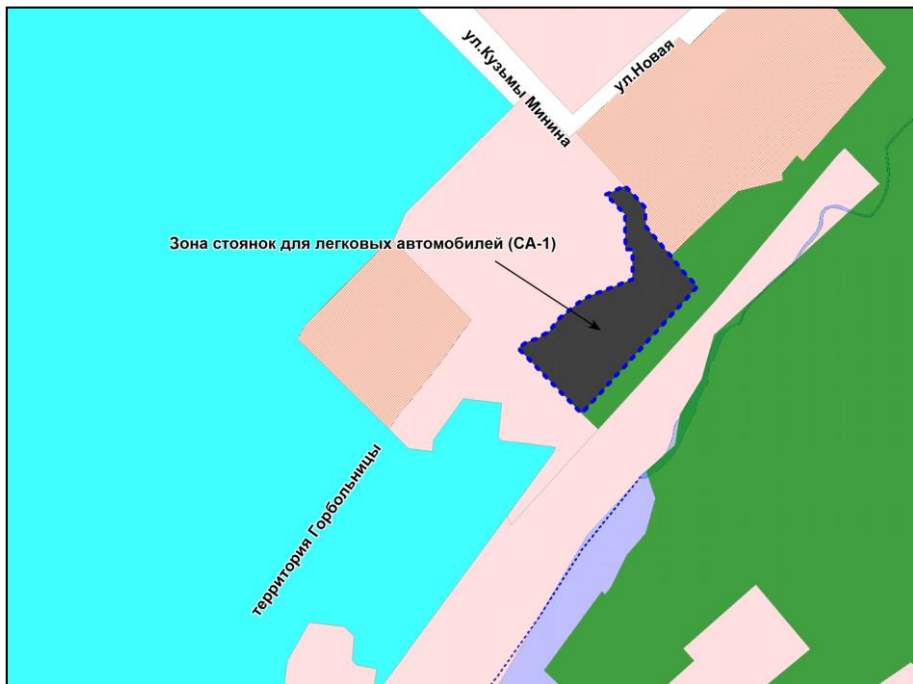 ул.Кузьмы Минина
ул.Новая
Зона стоянок для легковых автомобилей (СА-1)
территория Горбольницы